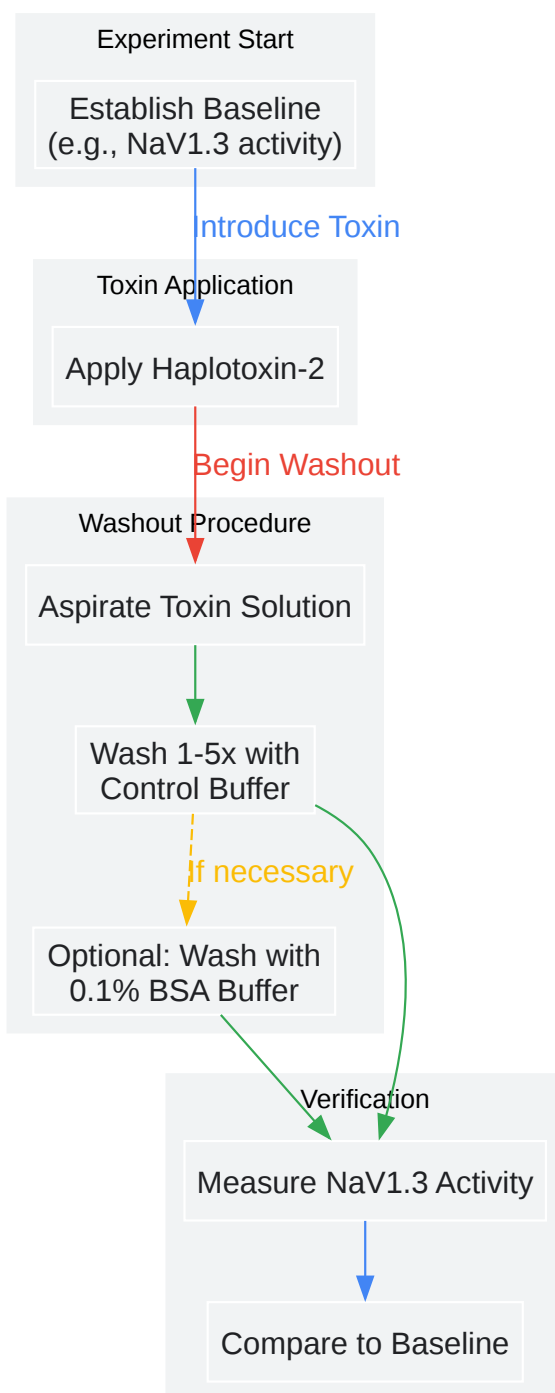 Experiment Start
Establish Baseline
(e.g., NaV1.3 activity)
Introduce Toxin
Toxin Application
Apply Haplotoxin-2
Begin Washout
Washout Procedure
Aspirate Toxin Solution
Wash 1-5x with
Control Buffer
If necessary
Optional: Wash with
0.1% BSA Buffer
Verification
Measure NaV1.3 Activity
Compare to Baseline